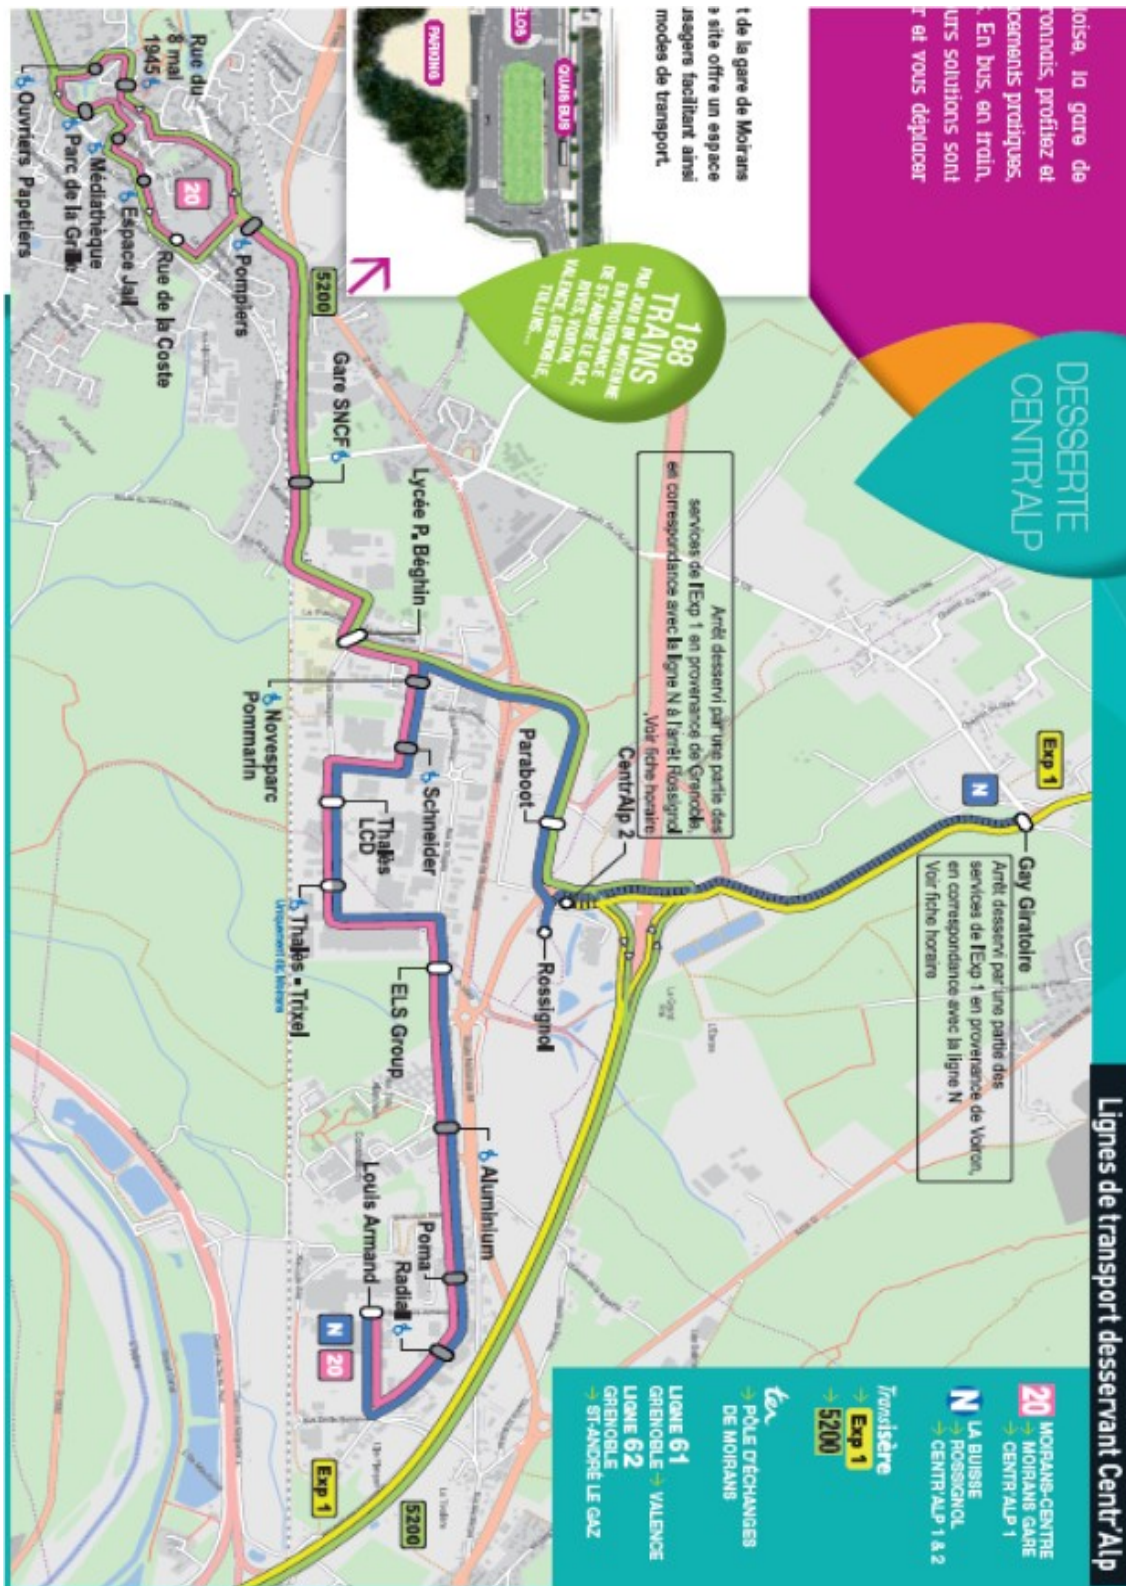 Lignes de transport desservant Centr'Alp
DESSERTE
CENTR'ALP
loise, la gare de
ronnais, profitez et
cements pratiques,
. En bus, en train,
urs solutions sont
r et vous déplacer
t de la gare de Moirans
e site offre un espace
usagers facilitant ainsi
modes de transport.
ELOS
QUAIS BUS
PARKING
188
TRAINS
PAR JOUR EN MOYENNE
EN PROVENANCE
DE ST-ANDRÉ LE GAZ,
RIVES, VOIRON,
VALENCE, GRENOBLE,
TULLINS...
20
MOIRANS-CENTRE
→ MOIRANS GARE
→ CENTR'ALP 1
N
LA BUISSE
→ ROSSIGNOL
→ CENTR'ALP 1 & 2
Transisère
→ Exp 1
→ 5200
ter
→ PÔLE D'ÉCHANGES
DE MOIRANS
LIGNE 61
GRENOBLE → VALENCE
LIGNE 62
GRENOBLE
→ ST-ANDRÉ LE GAZ
Exp 1
N
Gay Giratoire
Arrêt desservi par une partie des
services de l'Exp 1 en provenance de Voiron,
en correspondance avec la ligne N
Voir fiche horaire
Arrêt desservi par une partie des
services de l'Exp 1 en provenance de Grenoble,
en correspondance avec la ligne N à l'arrêt Rossignol
,Voir fiche horaire
CentrAlp 2
Paraboot
Rossignol
Lycée P. Béghin
Gare SNCF
5200
Pompiers
Rue du
8 mai
1945
20
Rue de la Coste
Espace Jail
Médiathèque
Parc de la Grille
Ouvriers Papetiers
Novesparc
Pommarin
Schneider
Thalès
LCD
Thalès - Trixel
Uniquement dir. Moirans
ELS Group
Aluminium
Poma
Radiall
Louis Armand
N
20
Exp 1
5200